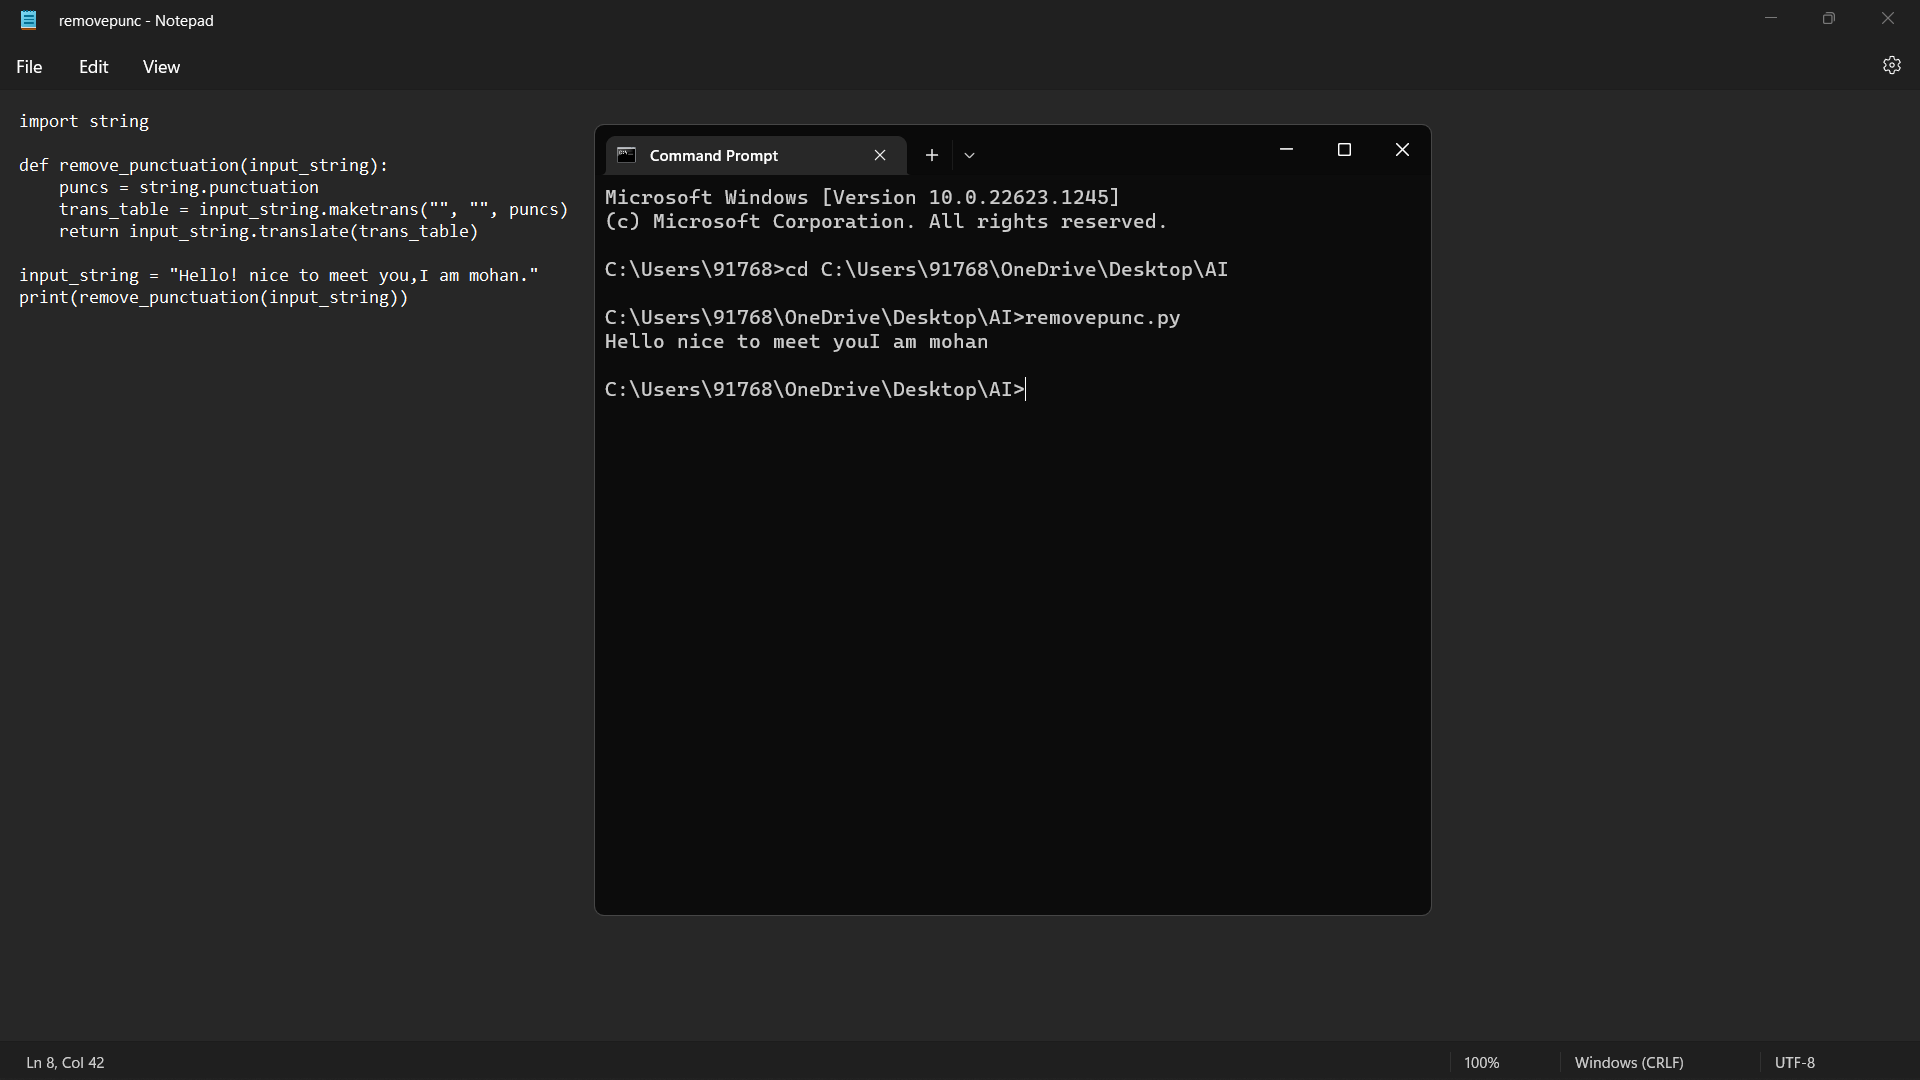 removepunc - Notepad
File Edit View
import string
def remove_punctuation(input_string):
    puncs = string.punctuation
    trans_table = input_string.maketrans("", "", puncs)
    return input_string.translate(trans_table)
input_string = "Hello! nice to meet you,I am mohan."
print(remove_punctuation(input_string))
Command Prompt
Microsoft Windows [Version 10.0.22623.1245]
(c) Microsoft Corporation. All rights reserved.
C:\Users\91768>cd C:\Users\91768\OneDrive\Desktop\AI
C:\Users\91768\OneDrive\Desktop\AI>removepunc.py
Hello nice to meet youI am mohan
C:\Users\91768\OneDrive\Desktop\AI>
Ln 8, Col 42 100% Windows (CRLF) UTF-8